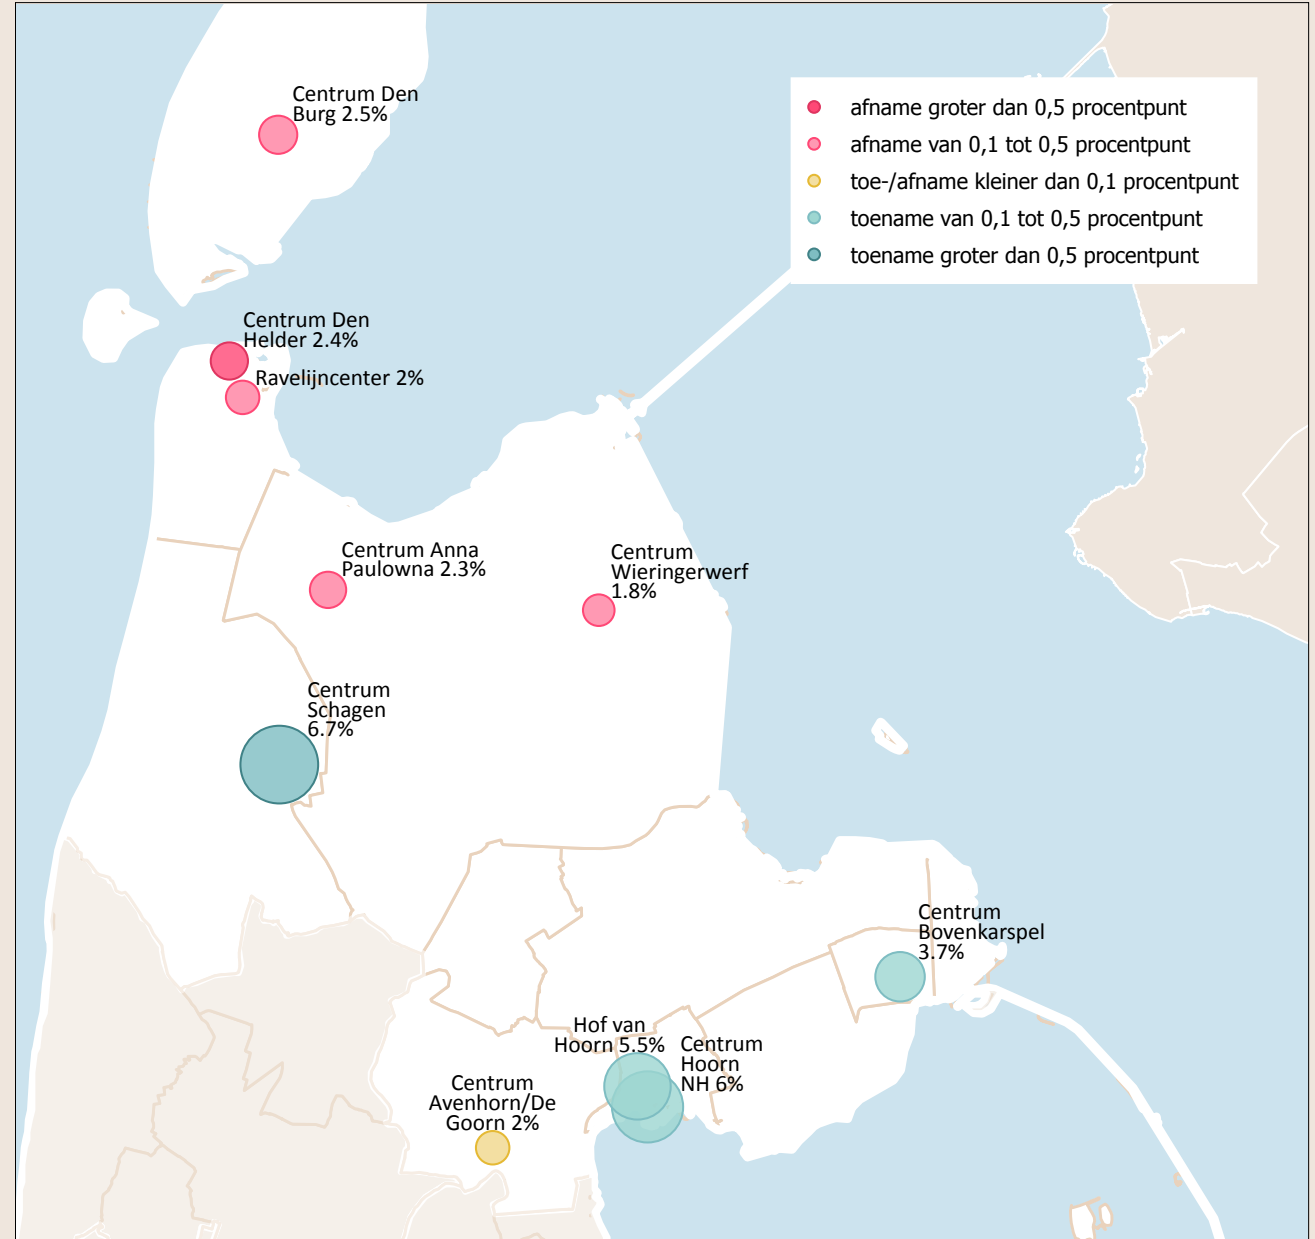 Centrum Den
Burg 2.5%
afname groter dan 0,5 procentpunt
afname van 0,1 tot 0,5 procentpunt
toe-/afname kleiner dan 0,1 procentpunt
toename van 0,1 tot 0,5 procentpunt
toename groter dan 0,5 procentpunt
Centrum Den
Helder 2.4%
Ravelijncenter 2%
Centrum Anna
Paulowna 2.3%
Centrum
Wieringerwerf
1.8%
Centrum
Schagen
6.7%
Centrum
Bovenkarspel
3.7%
Hof van
Hoorn 5.5%
Centrum
Hoorn
NH 6%
Centrum
Avenhorn/De
Goorn 2%